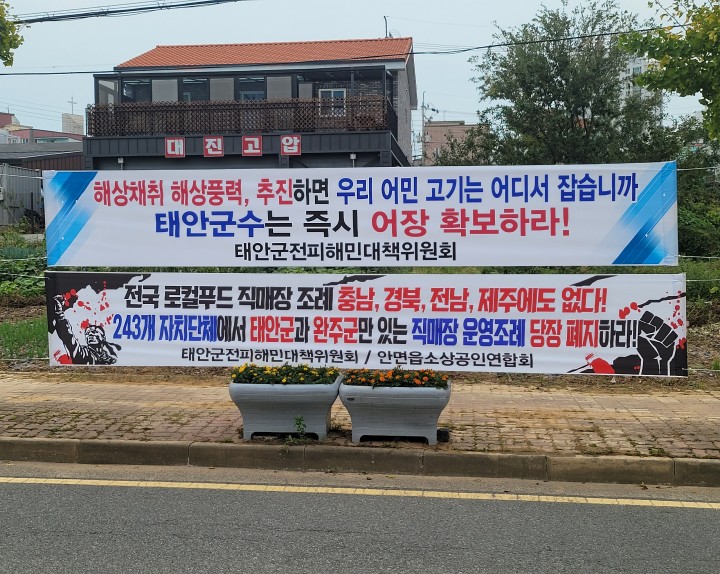 대진고압
해상채취 해상풍력, 추진하면 우리 어민 고기는 어디서 잡습니까
태안군수는 즉시 어장 확보하라!
태안군전피해민대책위원회
전국 로컬푸드 직매장 조례 충남, 경북, 전남, 제주에도 없다!
243개 자치단체에서 태안군과 완주군만 있는 직매장 운영조례 당장 폐지하라!
태안군전피해민대책위원회 / 안면읍소상공인연합회